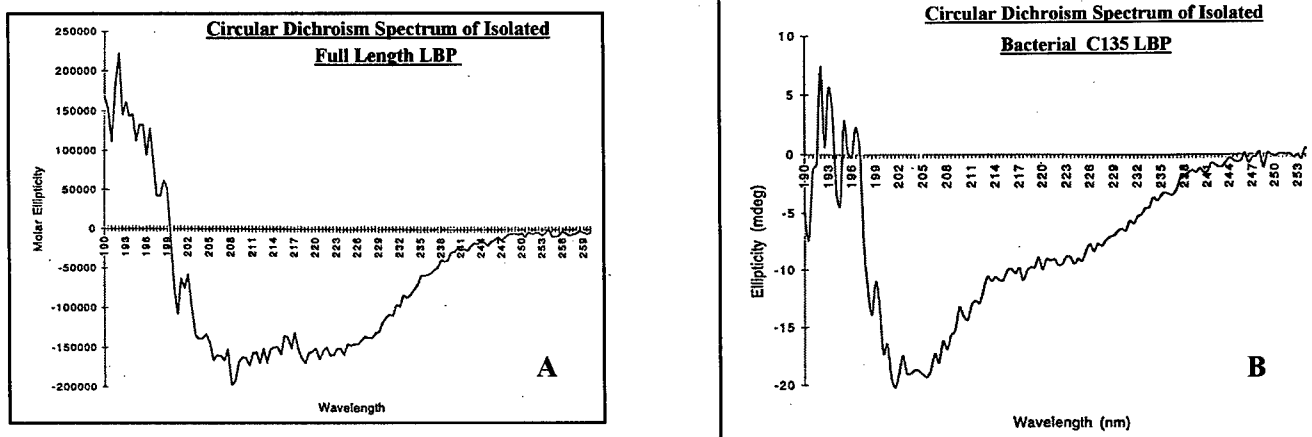 Circular Dichroism Spectrum of Isolated
Full Length LBP
250000
200000
150000
100000
50000
0
-50000
-100000
-150000
-200000
Molar Ellipticity
190 193 196 199 202 205 208 211 214 217 220 223 226 229 232 235 238 241 244 247 250 253 256 259
Wavelength
A
Circular Dichroism Spectrum of Isolated
Bacterial C135 LBP
10
5
0
-5
-10
-15
-20
Ellipticity (mdeg)
190 193 196 199 202 205 208 211 214 217 220 223 226 229 232 235 238 241 244 247 250 253
Wavelength (nm)
B